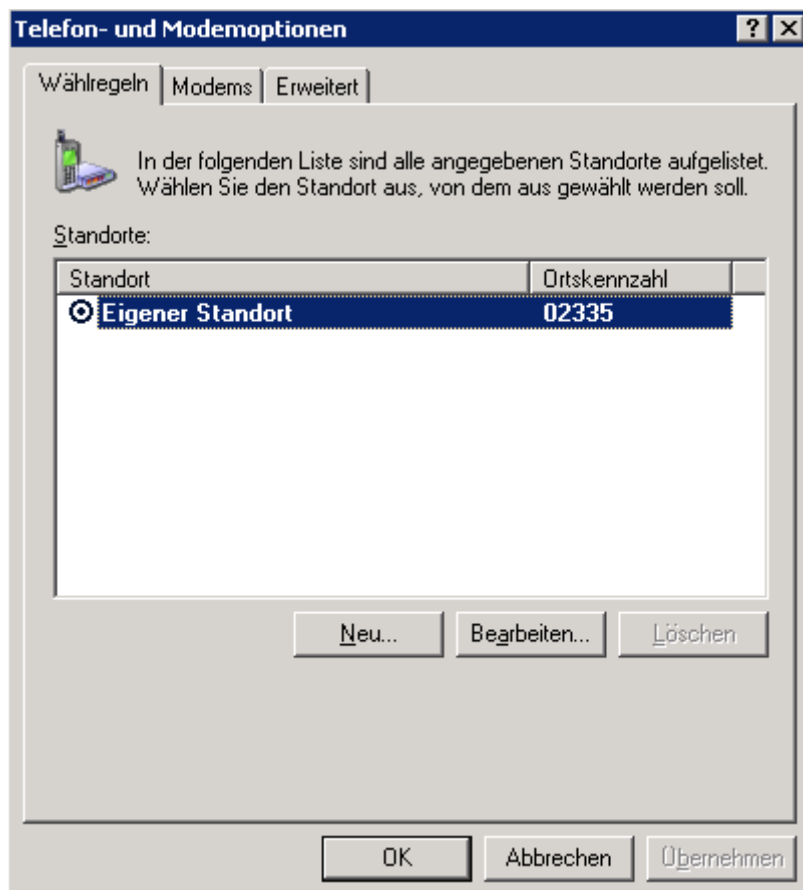 Telefon- und Modemoptionen
Wählregeln Modems Erweitert
In der folgenden Liste sind alle angegebenen Standorte aufgelistet.
Wählen Sie den Standort aus, von dem aus gewählt werden soll.
Standorte:
Standort Ortskennzahl
Eigener Standort 02335
Neu... Bearbeiten... Löschen
OK Abbrechen Übernehmen